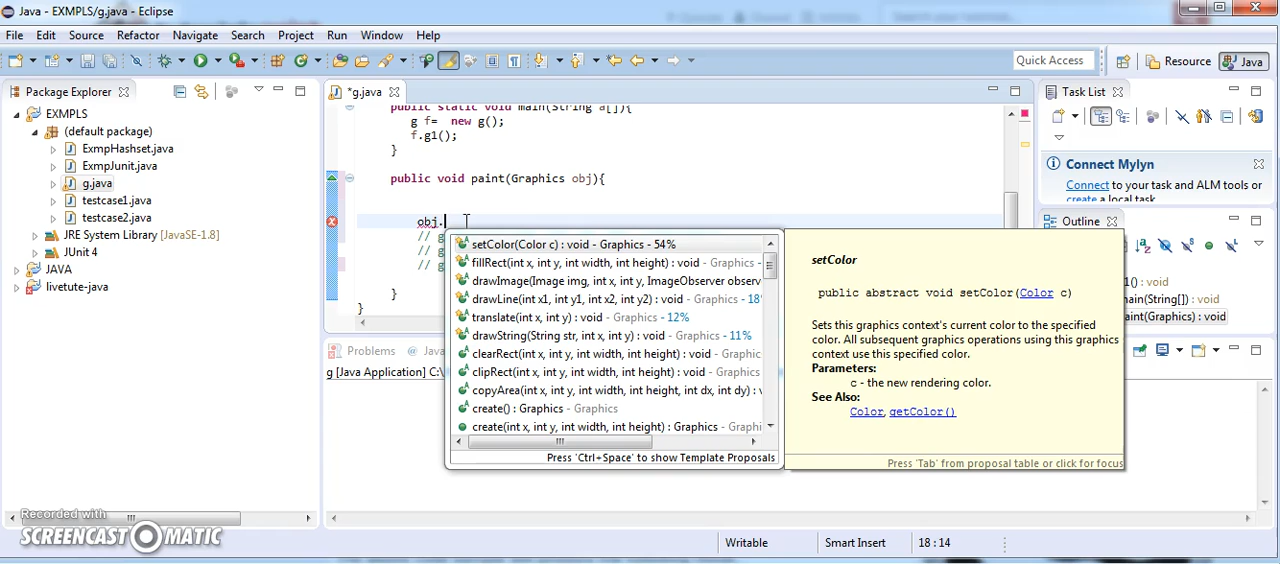 Java - EXMPLS/g.java - Eclipse
File Edit Source Refactor Navigate Search Project Run Window Help
Quick Access
Resource
Java
Package Explorer
EXMPLS
(default package)
ExmpHashset.java
ExmpJunit.java
g.java
testcase1.java
testcase2.java
JRE System Library [JavaSE-1.8]
JUnit 4
JAVA
livetute-java
*g.java
public static void main(String a[]){
g f= new g();
f.g1();
}
public void paint(Graphics obj){
obj.
// g
// g
// g
}
}
setColor(Color c) : void - Graphics - 54%
fillRect(int x, int y, int width, int height) : void - Graphics -
drawImage(Image img, int x, int y, ImageObserver observ
drawLine(int x1, int y1, int x2, int y2) : void - Graphics - 18
translate(int x, int y) : void - Graphics - 12%
drawString(String str, int x, int y) : void - Graphics - 11%
clearRect(int x, int y, int width, int height) : void - Graphics
clipRect(int x, int y, int width, int height) : void - Graphics
copyArea(int x, int y, int width, int height, int dx, int dy) : v
create() : Graphics - Graphics
create(int x, int y, int width, int height) : Graphics - Graphi
Press 'Ctrl+Space' to show Template Proposals
setColor
public abstract void setColor(Color c)
Sets this graphics context's current color to the specified
color. All subsequent graphics operations using this graphics
context use this specified color.
Parameters:
c - the new rendering color.
See Also:
Color, getColor()
Press 'Tab' from proposal table or click for focus
Task List
Connect Mylyn
Connect to your task and ALM tools or
create a local task.
Outline
1() : void
nain(String[]) : void
aint(Graphics) : void
Problems
@ Java
g [Java Application] C:\
Writable
Smart Insert
18 : 14
SCREENCAST MATIC